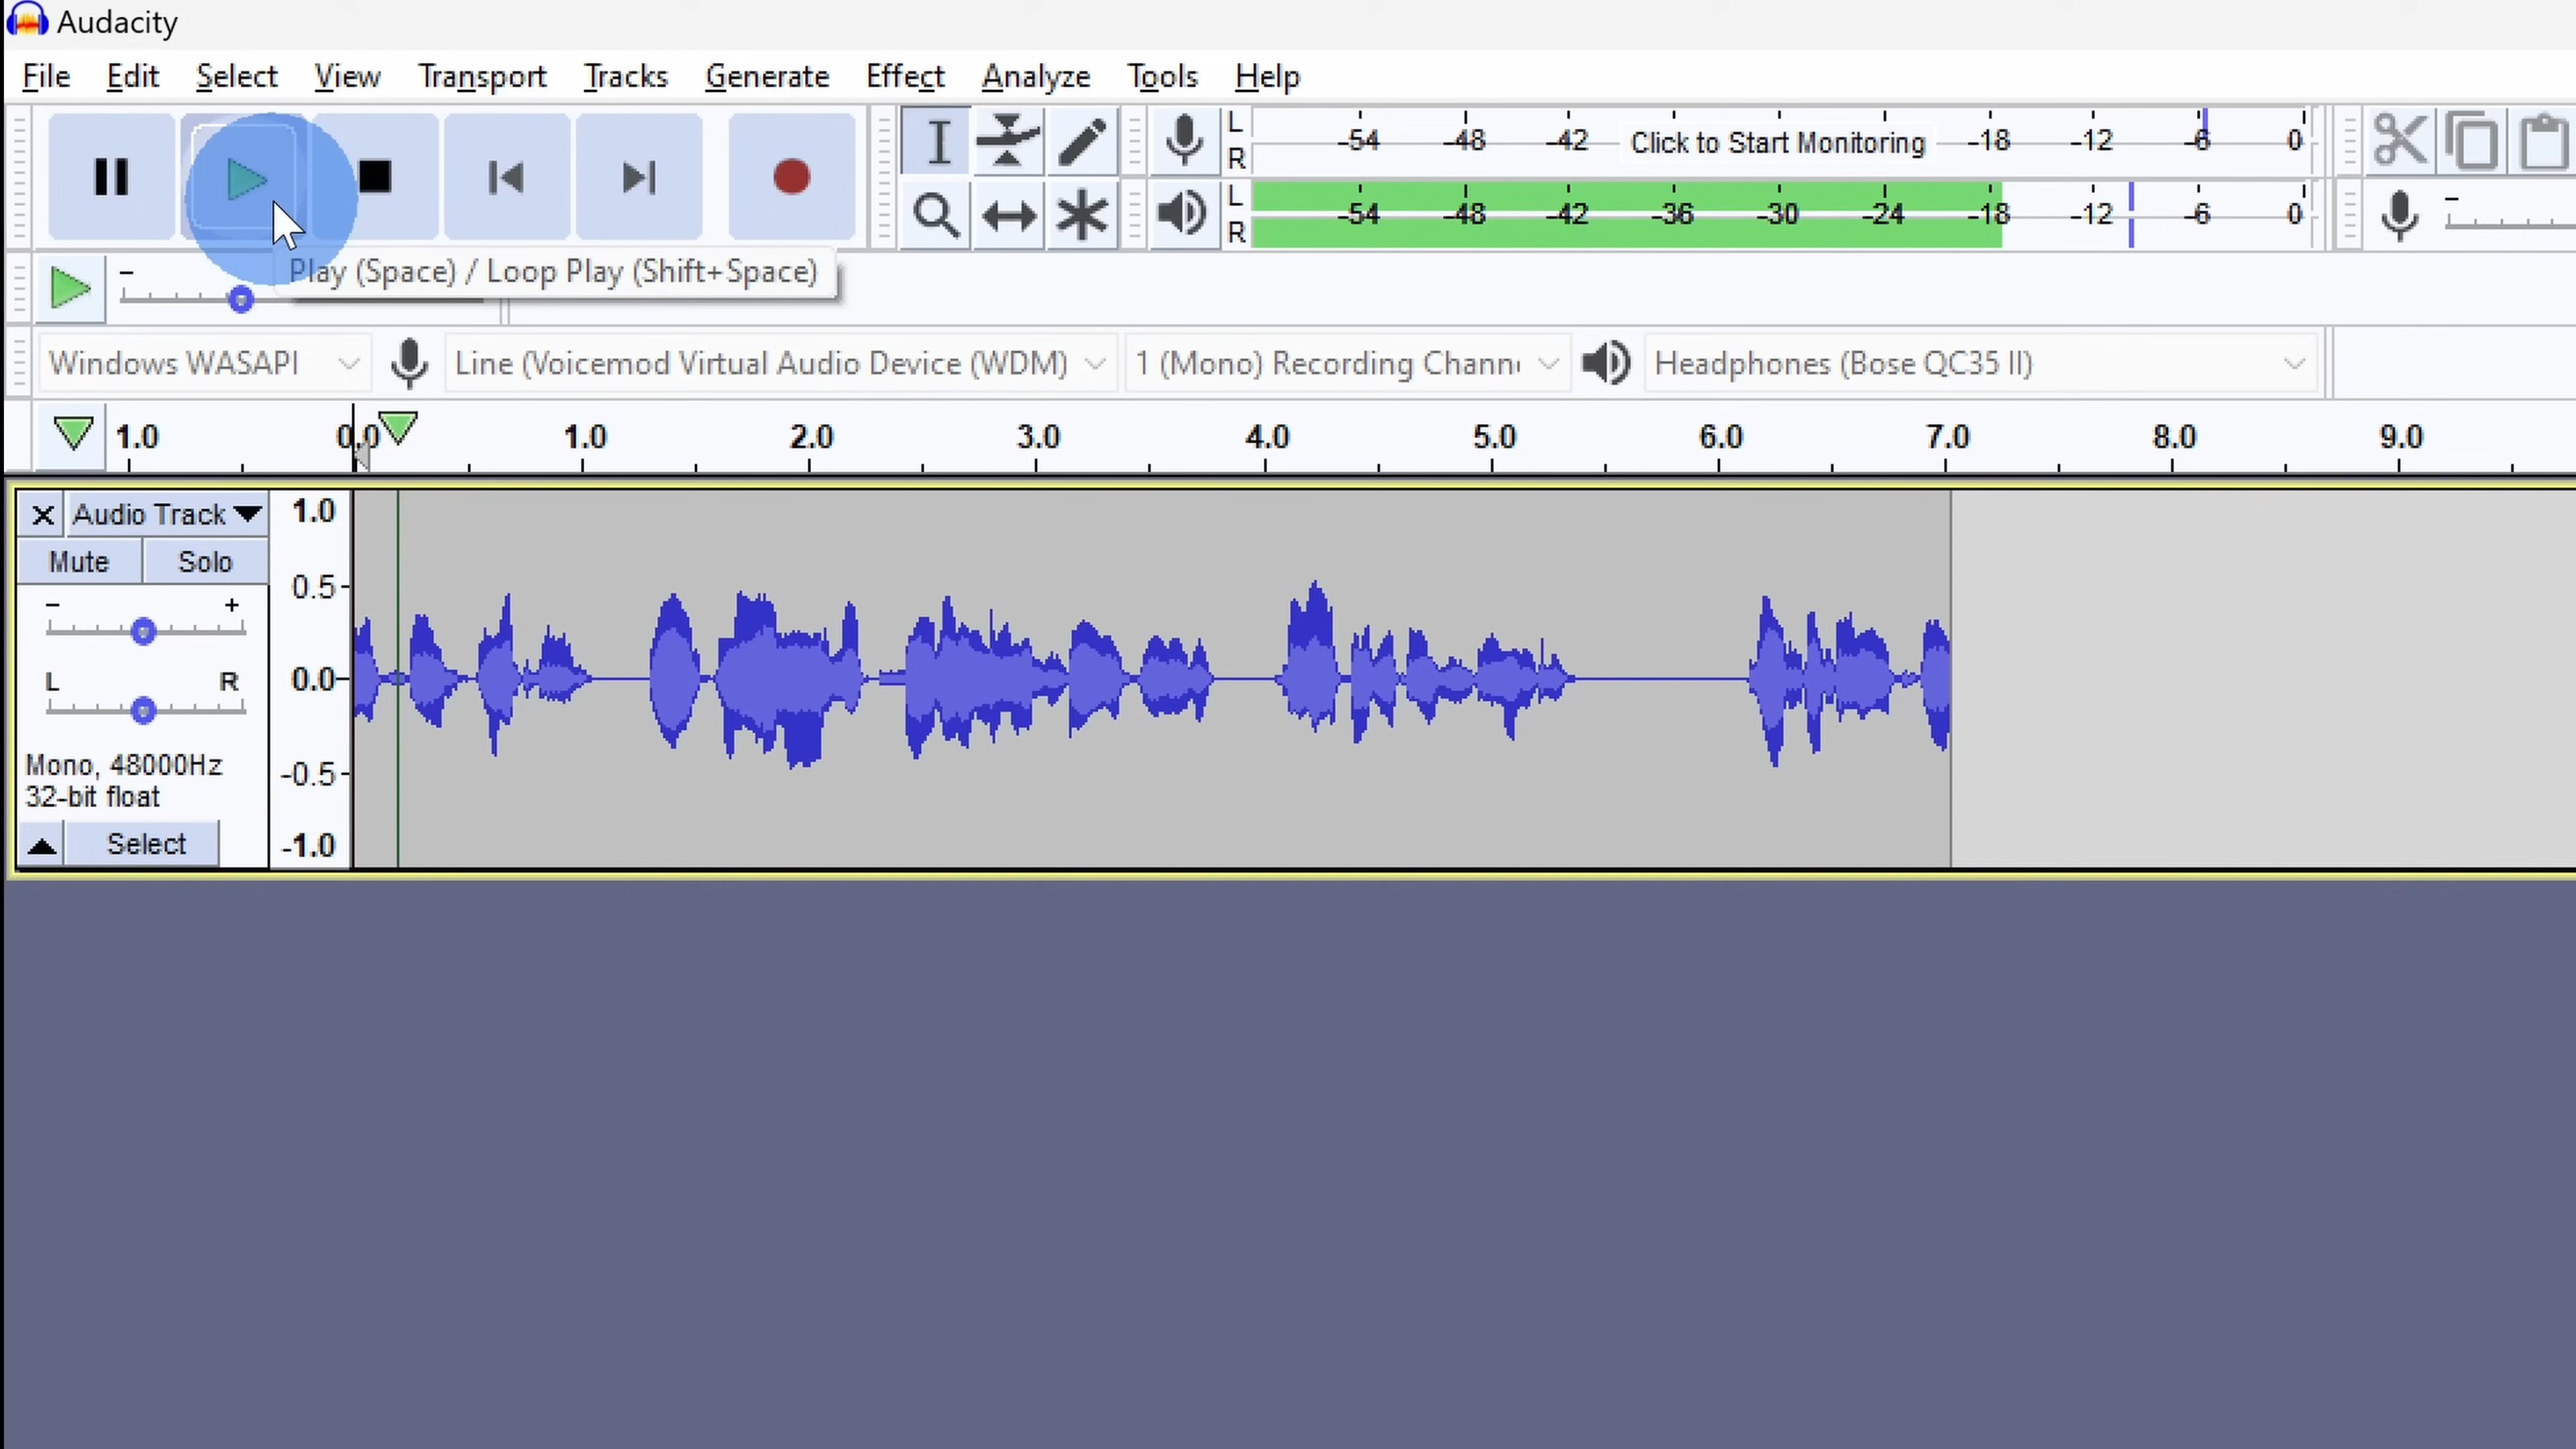 Audacity
File Edit Select View Transport Tracks Generate Effect Analyze Tools Help
L -54 -48 -42 Click to Start Monitoring -18 -12 -6 0
R
L -54 -48 -42 -36 -30 -24 -18 -12 -6 0
R
Play (Space) / Loop Play (Shift+Space)
Windows WASAPI Line (Voicemod Virtual Audio Device (WDM) 1 (Mono) Recording Chann Headphones (Bose QC35 II)
1.0 0.0 1.0 2.0 3.0 4.0 5.0 6.0 7.0 8.0 9.0
× Audio Track 1.0
Mute Solo
0.5
- +
L R 0.0
Mono, 48000Hz -0.5
32-bit float
Select -1.0